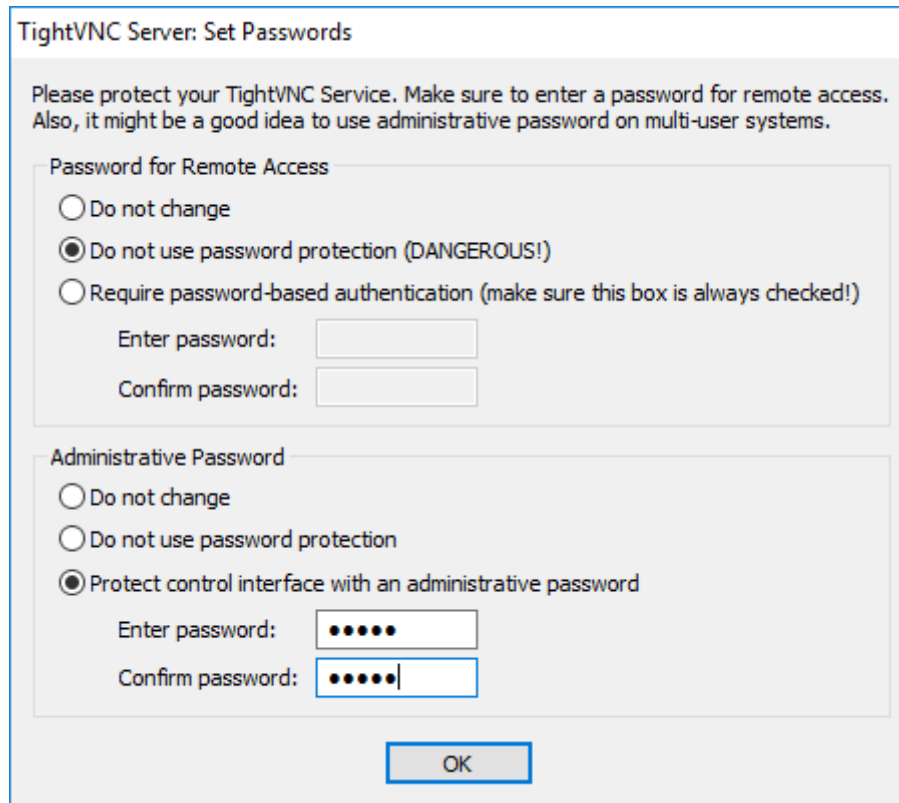 TightVNC Server: Set Passwords
Please protect your TightVNC Service. Make sure to enter a password for remote access.
Also, it might be a good idea to use administrative password on multi-user systems.
Password for Remote Access
Do not change
Do not use password protection (DANGEROUS!)
Require password-based authentication (make sure this box is always checked!)
Enter password:
Confirm password:
Administrative Password
Do not change
Do not use password protection
Protect control interface with an administrative password
Enter password: •••••
Confirm password: •••••
OK